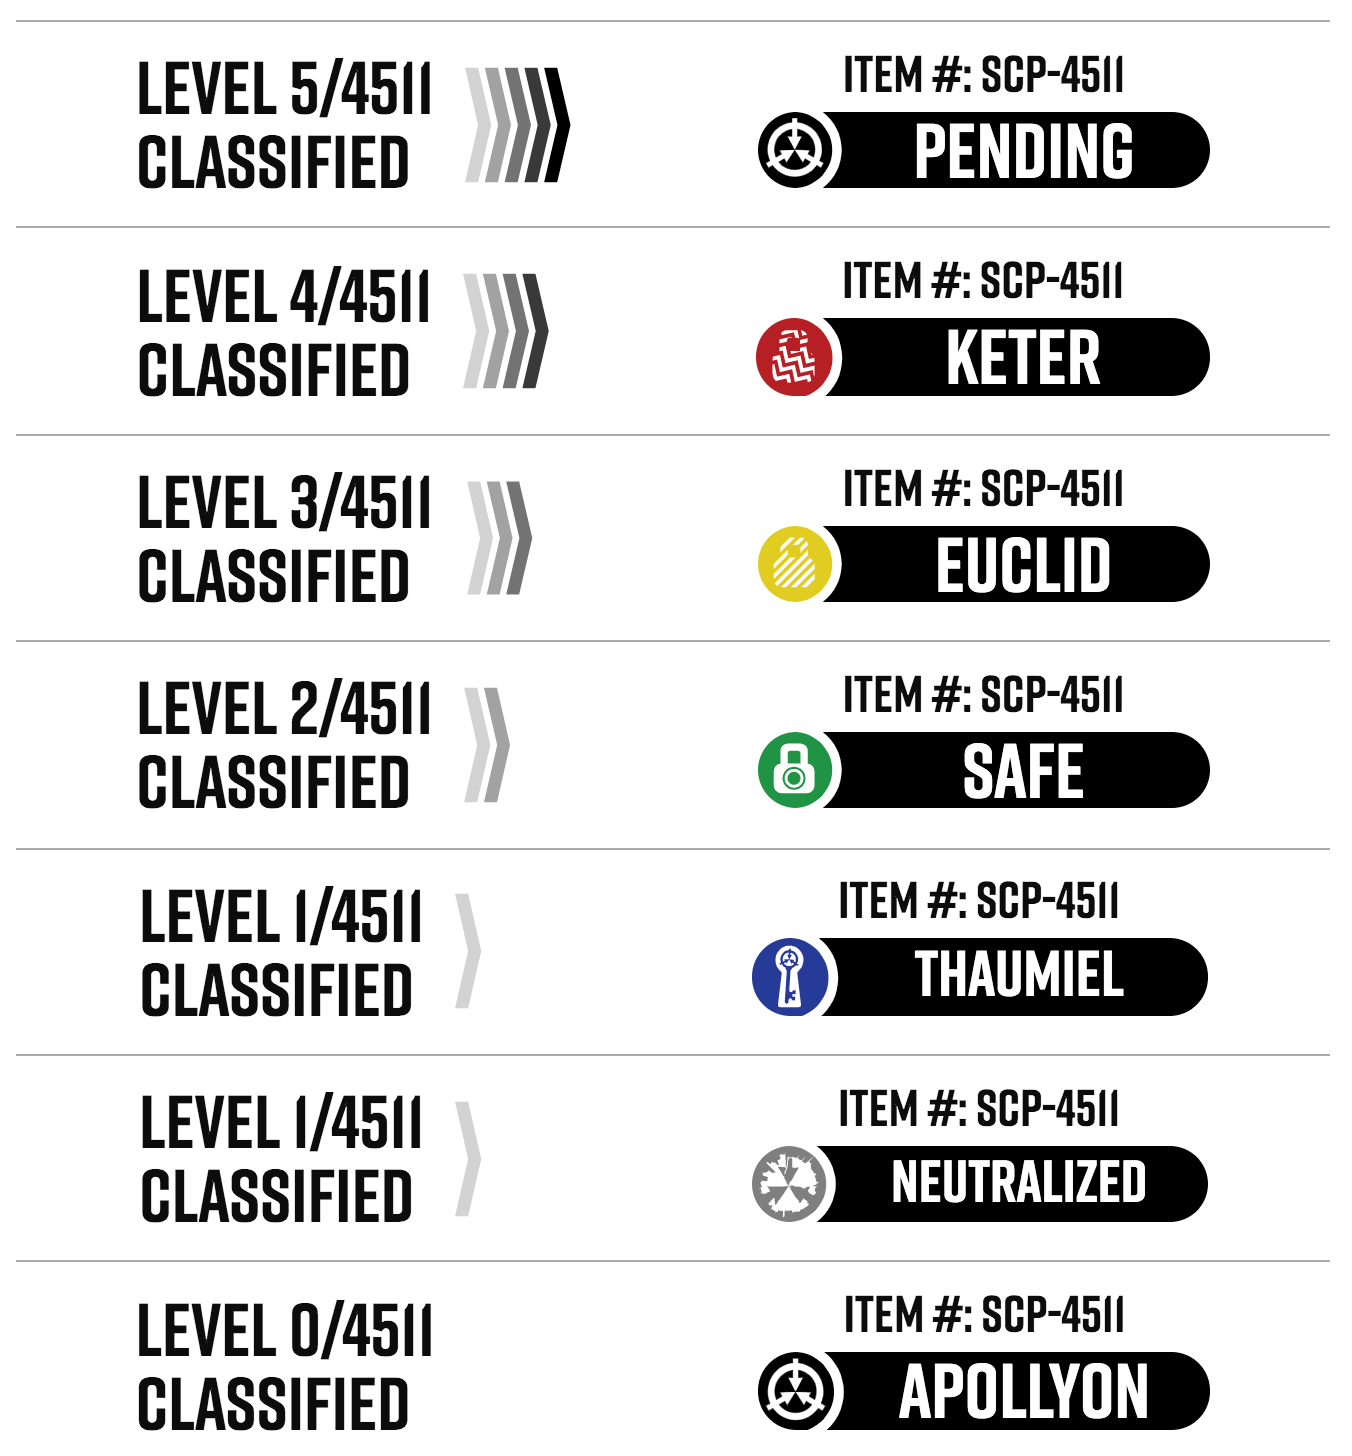 LEVEL 5/4511
CLASSIFIED
ITEM #: SCP-4511
PENDING
LEVEL 4/4511
CLASSIFIED
ITEM #: SCP-4511
KETER
LEVEL 3/4511
CLASSIFIED
ITEM #: SCP-4511
EUCLID
LEVEL 2/4511
CLASSIFIED
ITEM #: SCP-4511
SAFE
LEVEL 1/4511
CLASSIFIED
ITEM #: SCP-4511
THAUMIEL
LEVEL 1/4511
CLASSIFIED
ITEM #: SCP-4511
NEUTRALIZED
LEVEL 0/4511
CLASSIFIED
ITEM #: SCP-4511
APOLLYON